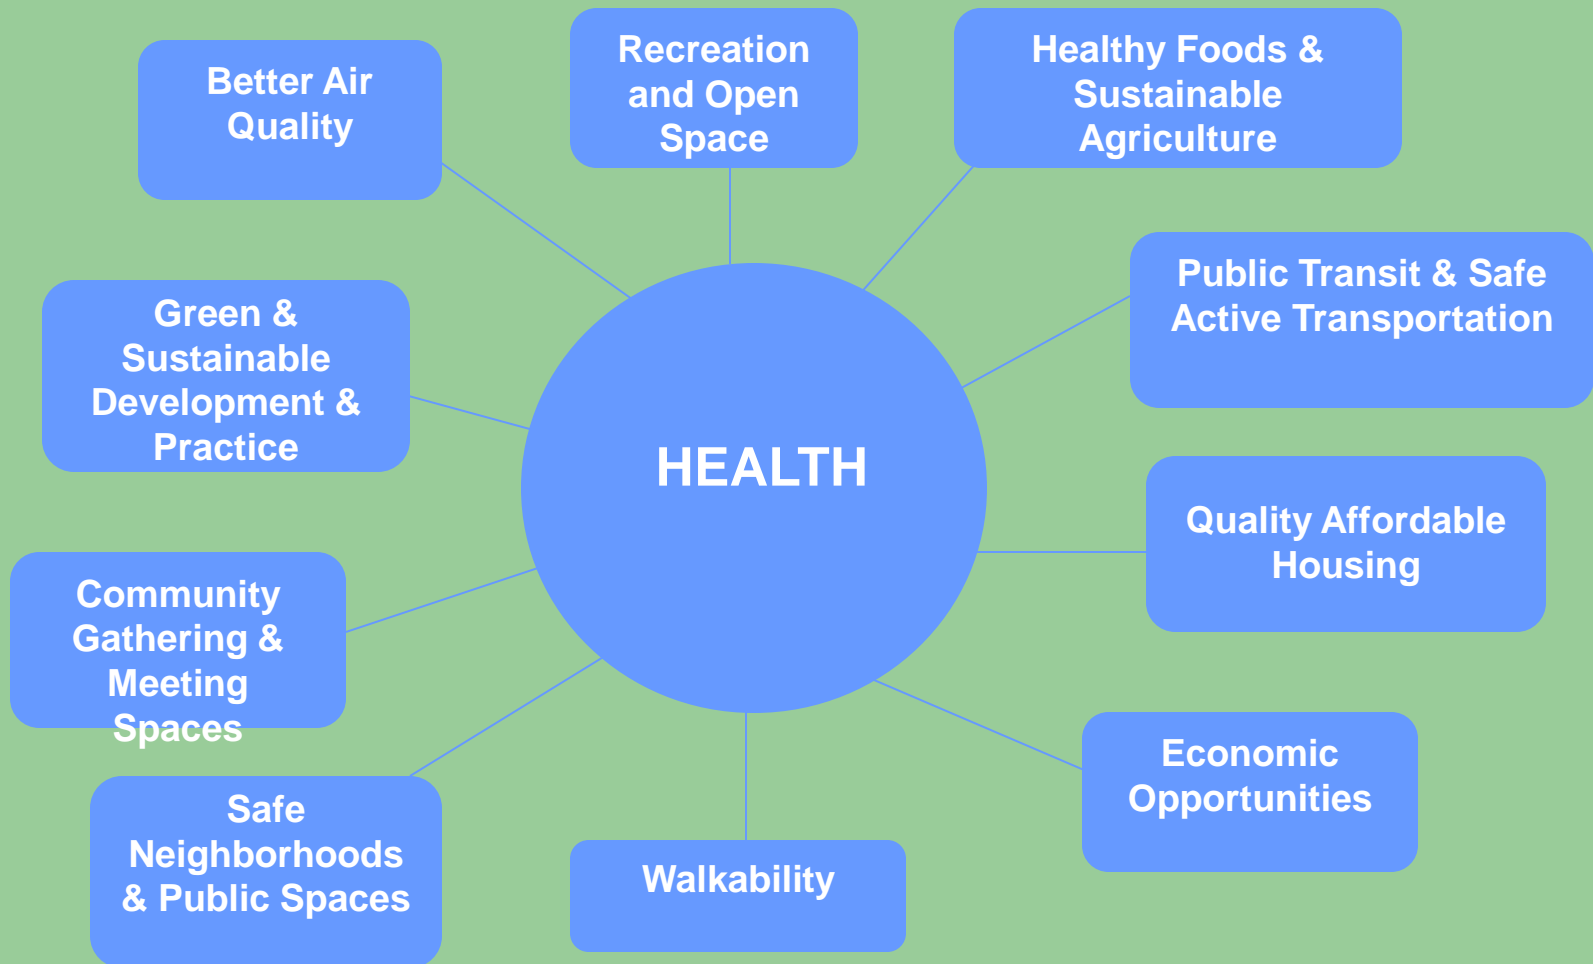 Better Air
Quality
Recreation
and Open
Space
Healthy Foods &
Sustainable
Agriculture
Public Transit & Safe
Active Transportation
Green &
Sustainable
Development &
Practice
HEALTH
Quality Affordable
Housing
Community
Gathering &
Meeting
Spaces
Economic
Opportunities
Safe
Neighborhoods
& Public Spaces
Walkability